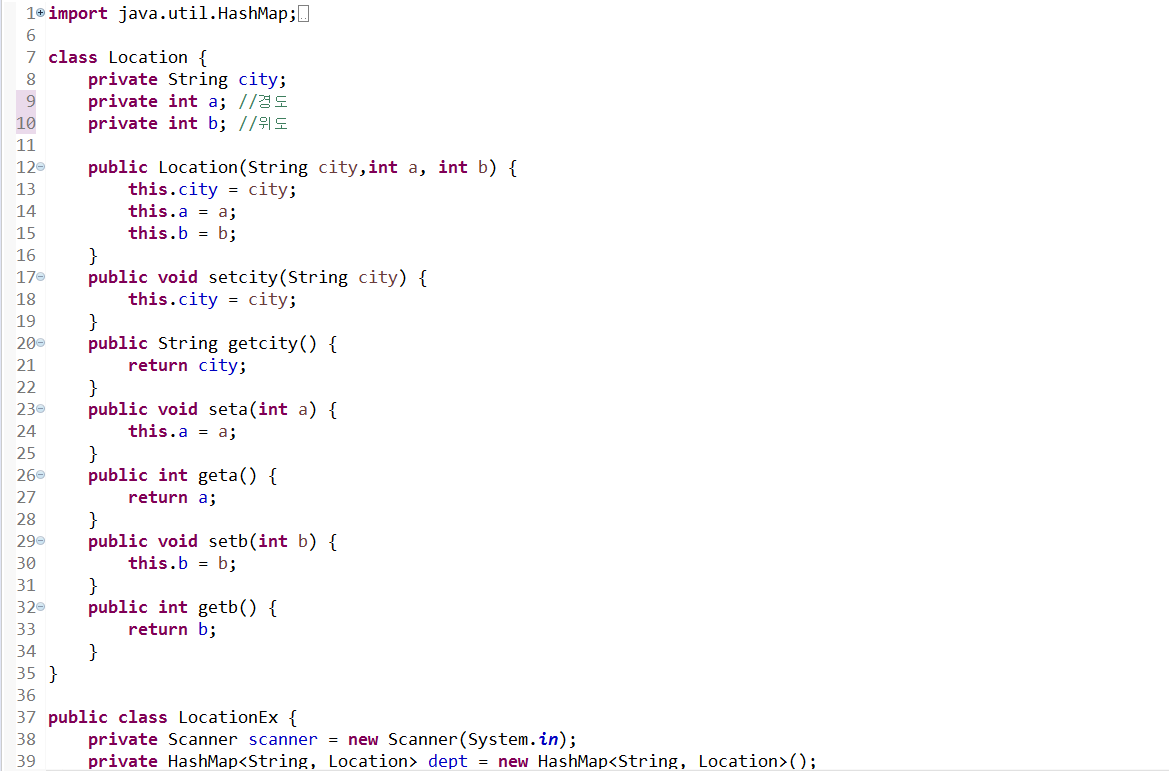 1 import java.util.HashMap;
6
7 class Location {
8     private String city;
9     private int a; //경도
10     private int b; //위도
11
12     public Location(String city,int a, int b) {
13         this.city = city;
14         this.a = a;
15         this.b = b;
16     }
17     public void setcity(String city) {
18         this.city = city;
19     }
20     public String getcity() {
21         return city;
22     }
23     public void seta(int a) {
24         this.a = a;
25     }
26     public int geta() {
27         return a;
28     }
29     public void setb(int b) {
30         this.b = b;
31     }
32     public int getb() {
33         return b;
34     }
35 }
36
37 public class LocationEx {
38     private Scanner scanner = new Scanner(System.in);
39     private HashMap<String, Location> dept = new HashMap<String, Location>();